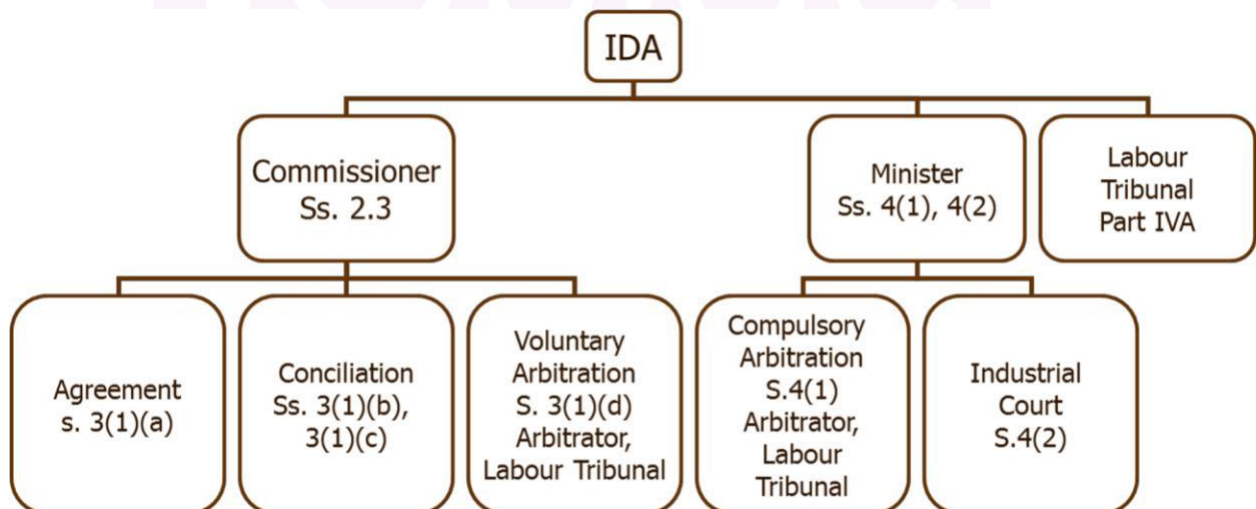 IDA
Commissioner
Ss. 2.3
Minister
Ss. 4(1), 4(2)
Labour
Tribunal
Part IVA
Agreement
s. 3(1)(a)
Conciliation
Ss. 3(1)(b),
3(1)(c)
Voluntary
Arbitration
S. 3(1)(d)
Arbitrator,
Labour Tribunal
Compulsory
Arbitration
S.4(1)
Arbitrator,
Labour
Tribunal
Industrial
Court
S.4(2)